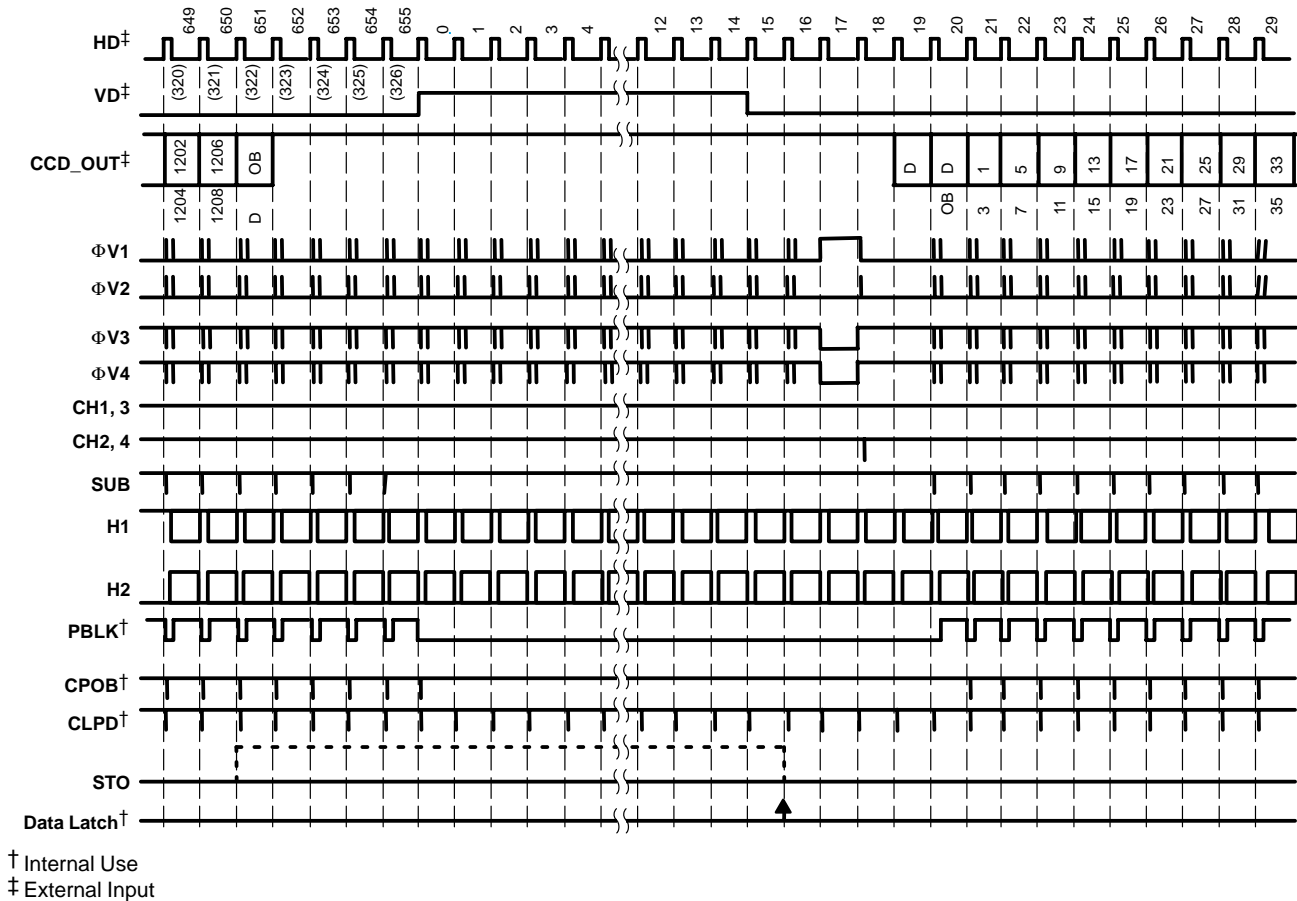 649 650 651 652 653 654 655 0 1 2 3 4 12 13 14 15 16 17 18 19 20 21 22 23 24 25 26 27 28 29
HD‡
(320) (321) (322) (323) (324) (325) (326)
VD‡
CCD_OUT‡ 1202 1206 OB D D 1 5 9 13 17 21 25 29 33
1204 1208 D OB 3 7 11 15 19 23 27 31 35
ΦV1
ΦV2
ΦV3
ΦV4
CH1, 3
CH2, 4
SUB
H1
H2
PBLK†
CPOB†
CLPD†
STO
Data Latch†
† Internal Use
‡ External Input